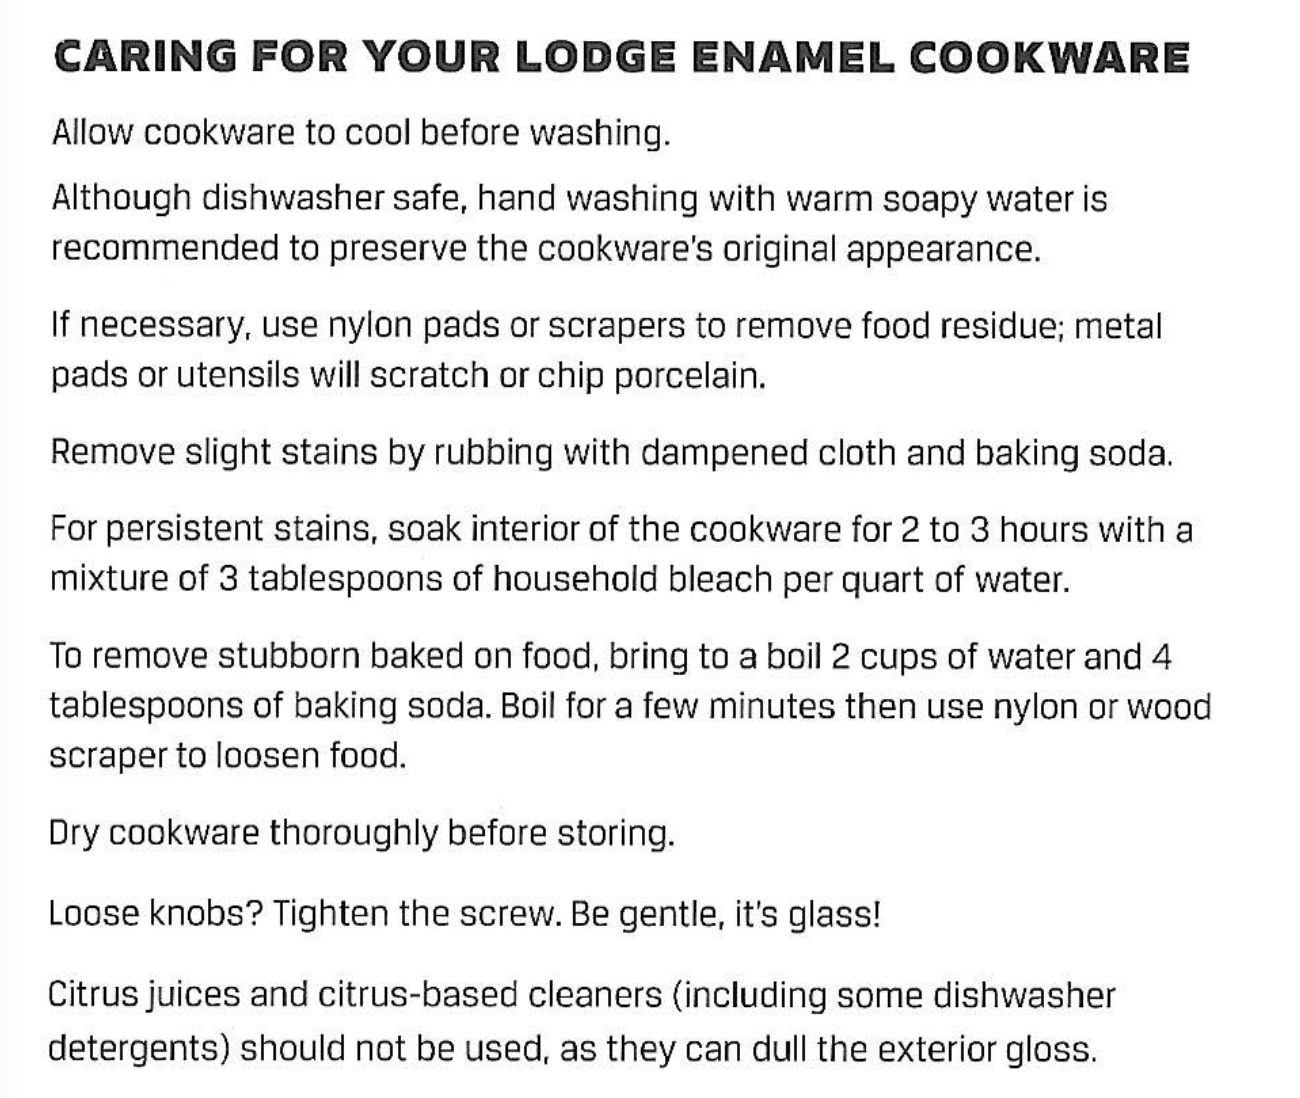 CARING FOR YOUR LODGE ENAMEL COOKWARE
Allow cookware to cool before washing.
Although dishwasher safe, hand washing with warm soapy water is
recommended to preserve the cookware's original appearance.
If necessary, use nylon pads or scrapers to remove food residue; metal
pads or utensils will scratch or chip porcelain.
Remove slight stains by rubbing with dampened cloth and baking soda.
For persistent stains, soak interior of the cookware for 2 to 3 hours with a
mixture of 3 tablespoons of household bleach per quart of water.
To remove stubborn baked on food, bring to a boil 2 cups of water and 4
tablespoons of baking soda. Boil for a few minutes then use nylon or wood
scraper to loosen food.
Dry cookware thoroughly before storing.
Loose knobs? Tighten the screw. Be gentle, it's glass!
Citrus juices and citrus-based cleaners (including some dishwasher
detergents) should not be used, as they can dull the exterior gloss.